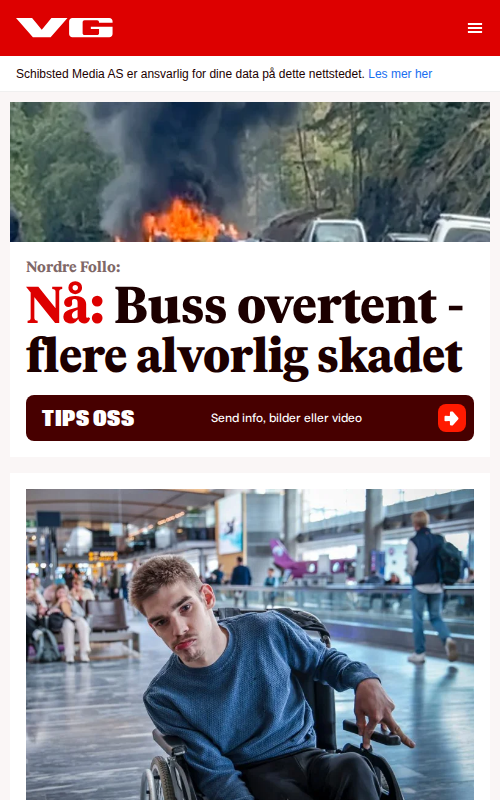 VG
Schibsted Media AS er ansvarlig for dine data på dette nettstedet. Les mer her
Nordre Follo:
Nå: Buss overtent -
flere alvorlig skadet
TIPS OSS Send info, bilder eller video